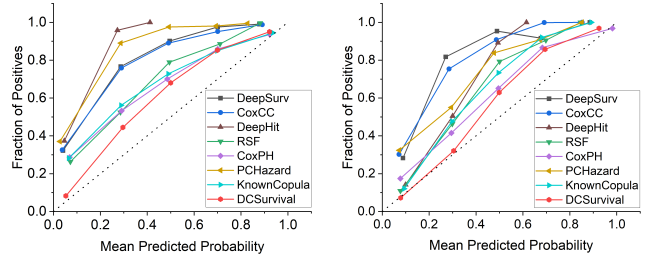 Fraction of Positives
1.0
0.8
0.6
0.4
0.2
0.0
DeepSurv
CoxCC
DeepHit
RSF
CoxPH
PCHazard
KnownCopula
DCSurvival
0.0 0.2 0.4 0.6 0.8 1.0
Mean Predicted Probability
Fraction of Positives
1.0
0.8
0.6
0.4
0.2
0.0
DeepSurv
CoxCC
DeepHit
RSF
CoxPH
PCHazard
KnownCopula
DCSurvival
0.0 0.2 0.4 0.6 0.8 1.0
Mean Predicted Probability